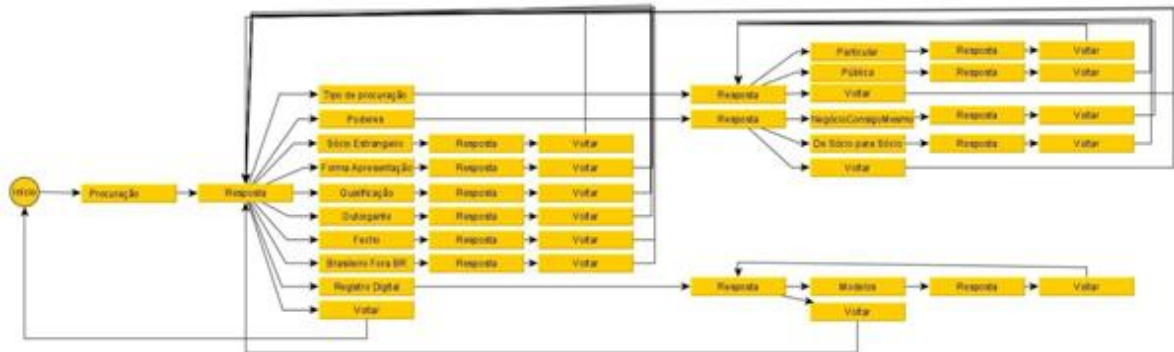 Particular Resposta Voltar
Pública Resposta Voltar
Tipo de procuração Resposta Voltar
Poderes Resposta NegócioConsigoMesmo Resposta Voltar
Sócio Estrangeiro Resposta Voltar De Sócio para Sócio Resposta Voltar
Forma Apresentação Resposta Voltar Voltar
Início Procuração Resposta Qualificação Resposta Voltar
Outorgante Resposta Voltar
Fecho Resposta Voltar
Brasileiro Fora BR Resposta Voltar
Registro Digital Resposta Modelos Resposta Voltar
Voltar Voltar